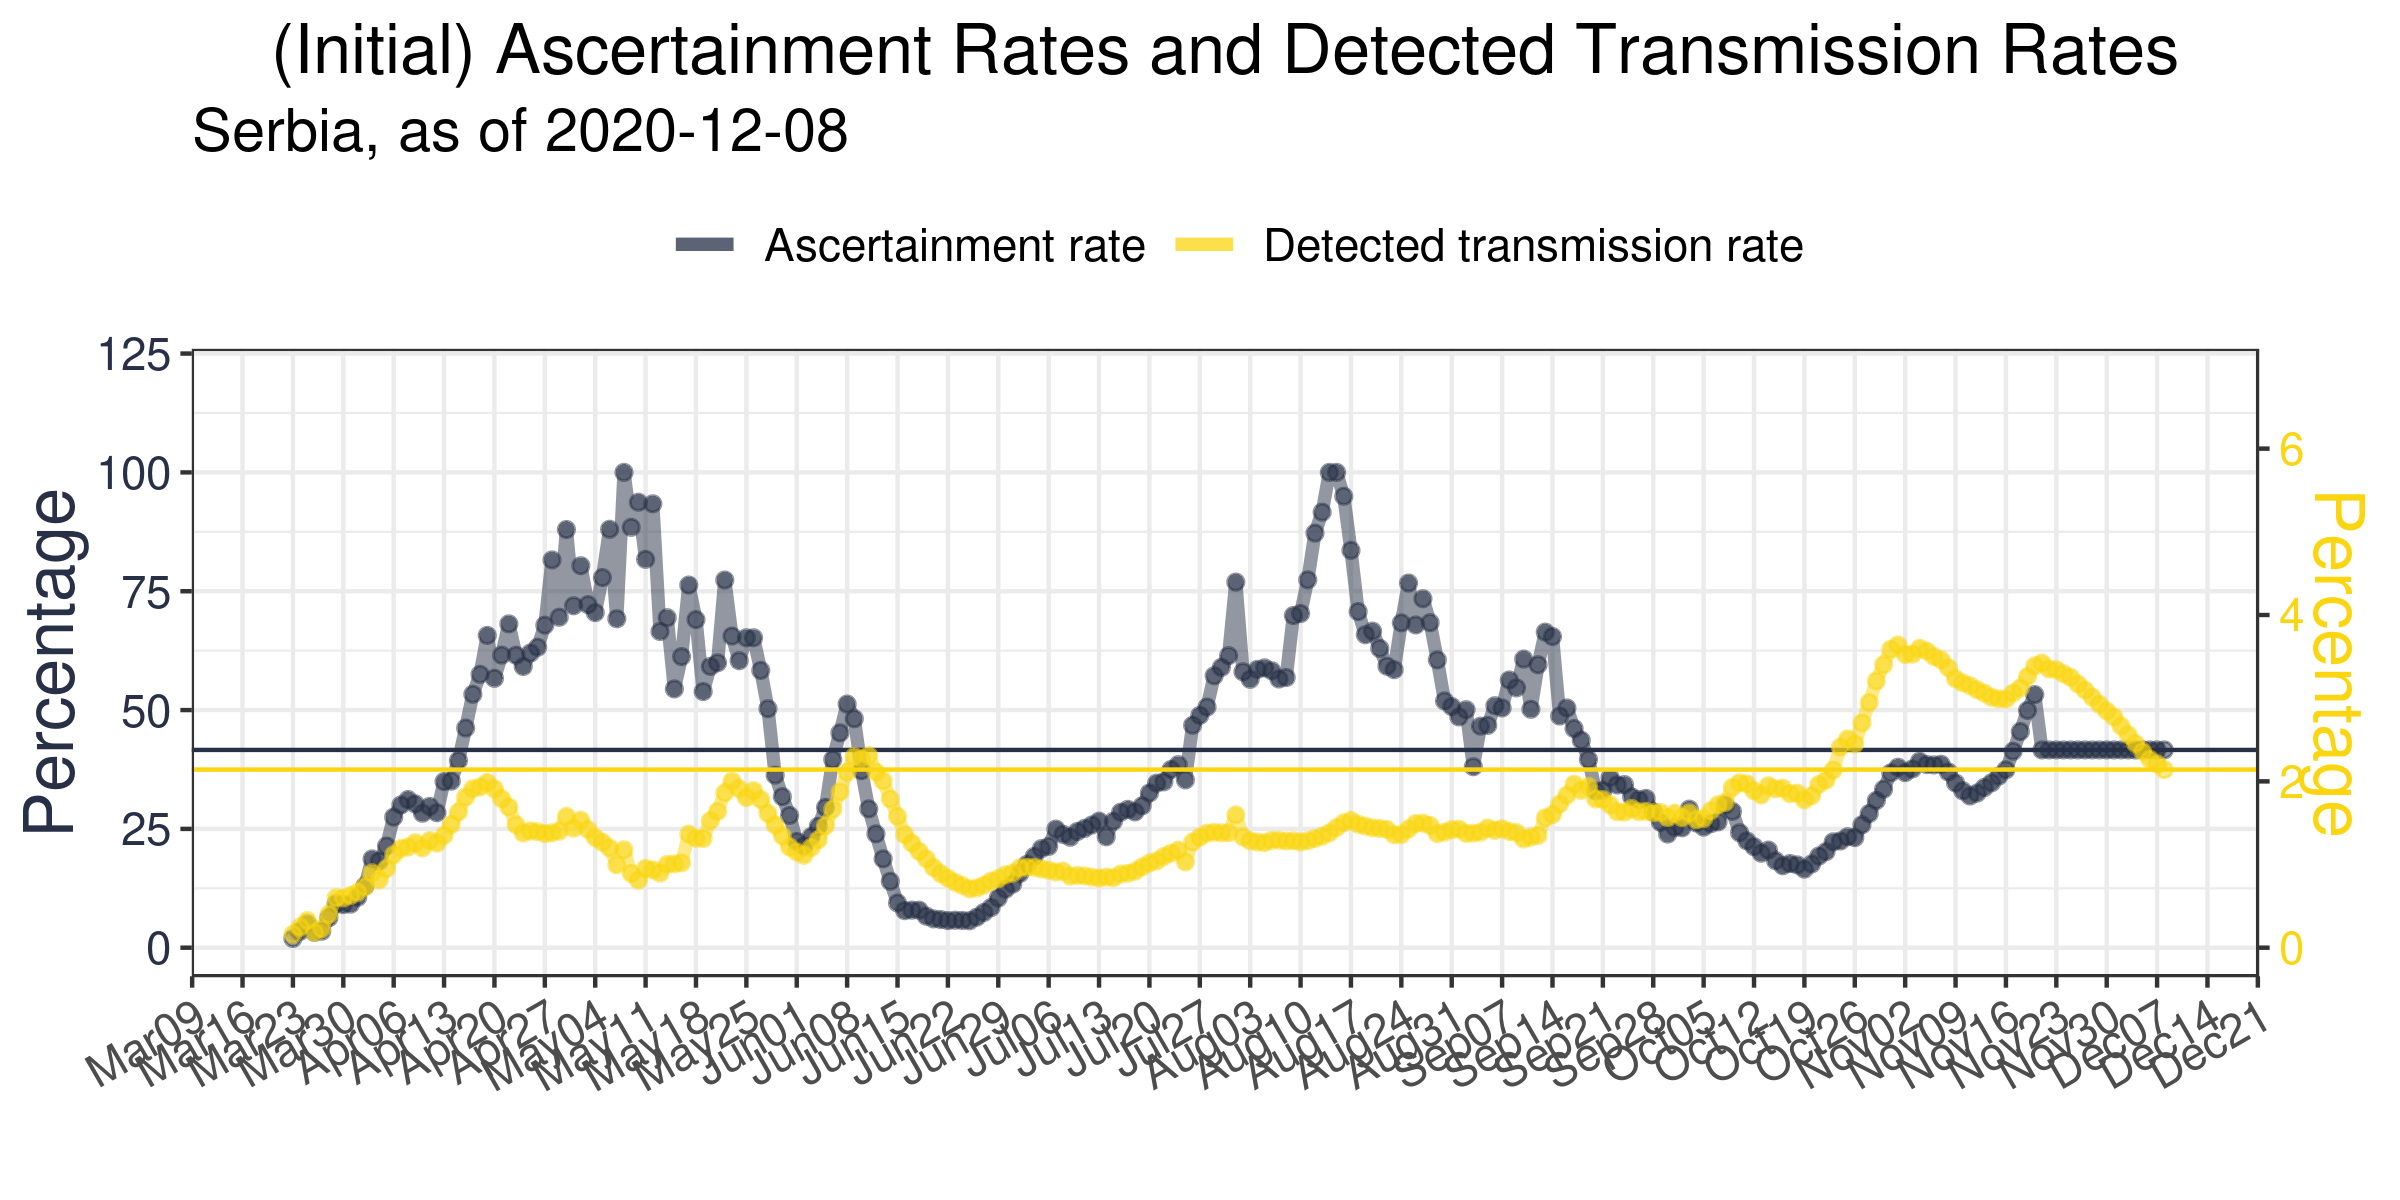 (Initial) Ascertainment Rates and Detected Transmission Rates
Serbia, as of 2020-12-08
Ascertainment rate
Detected transmission rate
Percentage
125
100
75
50
25
0
6
4
2
0
Percentage
Mar09
Mar16
Mar23
Mar30
Apr06
Apr13
Apr20
Apr27
May04
May11
May18
May25
Jun01
Jun08
Jun15
Jun22
Jun29
Jul06
Jul13
Jul20
Jul27
Aug03
Aug10
Aug17
Aug24
Aug31
Sep07
Sep14
Sep21
Sep28
Oct05
Oct12
Oct19
Oct26
Nov02
Nov09
Nov16
Nov23
Nov30
Dec07
Dec14
Dec21